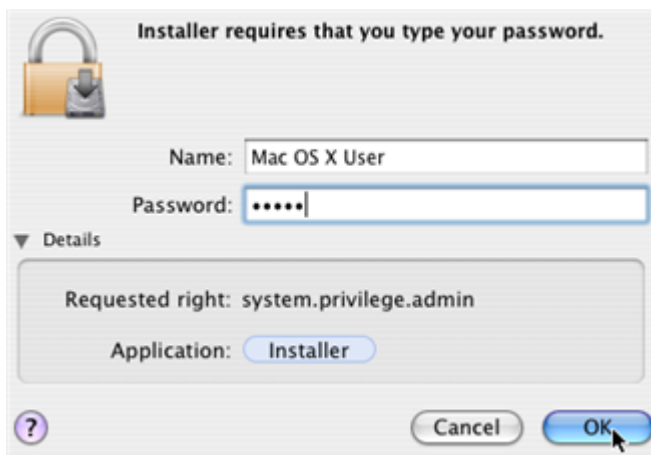 Installer requires that you type your password.
Name: Mac OS X User
Password: •••••
Details
Requested right: system.privilege.admin
Application: Installer
? Cancel OK